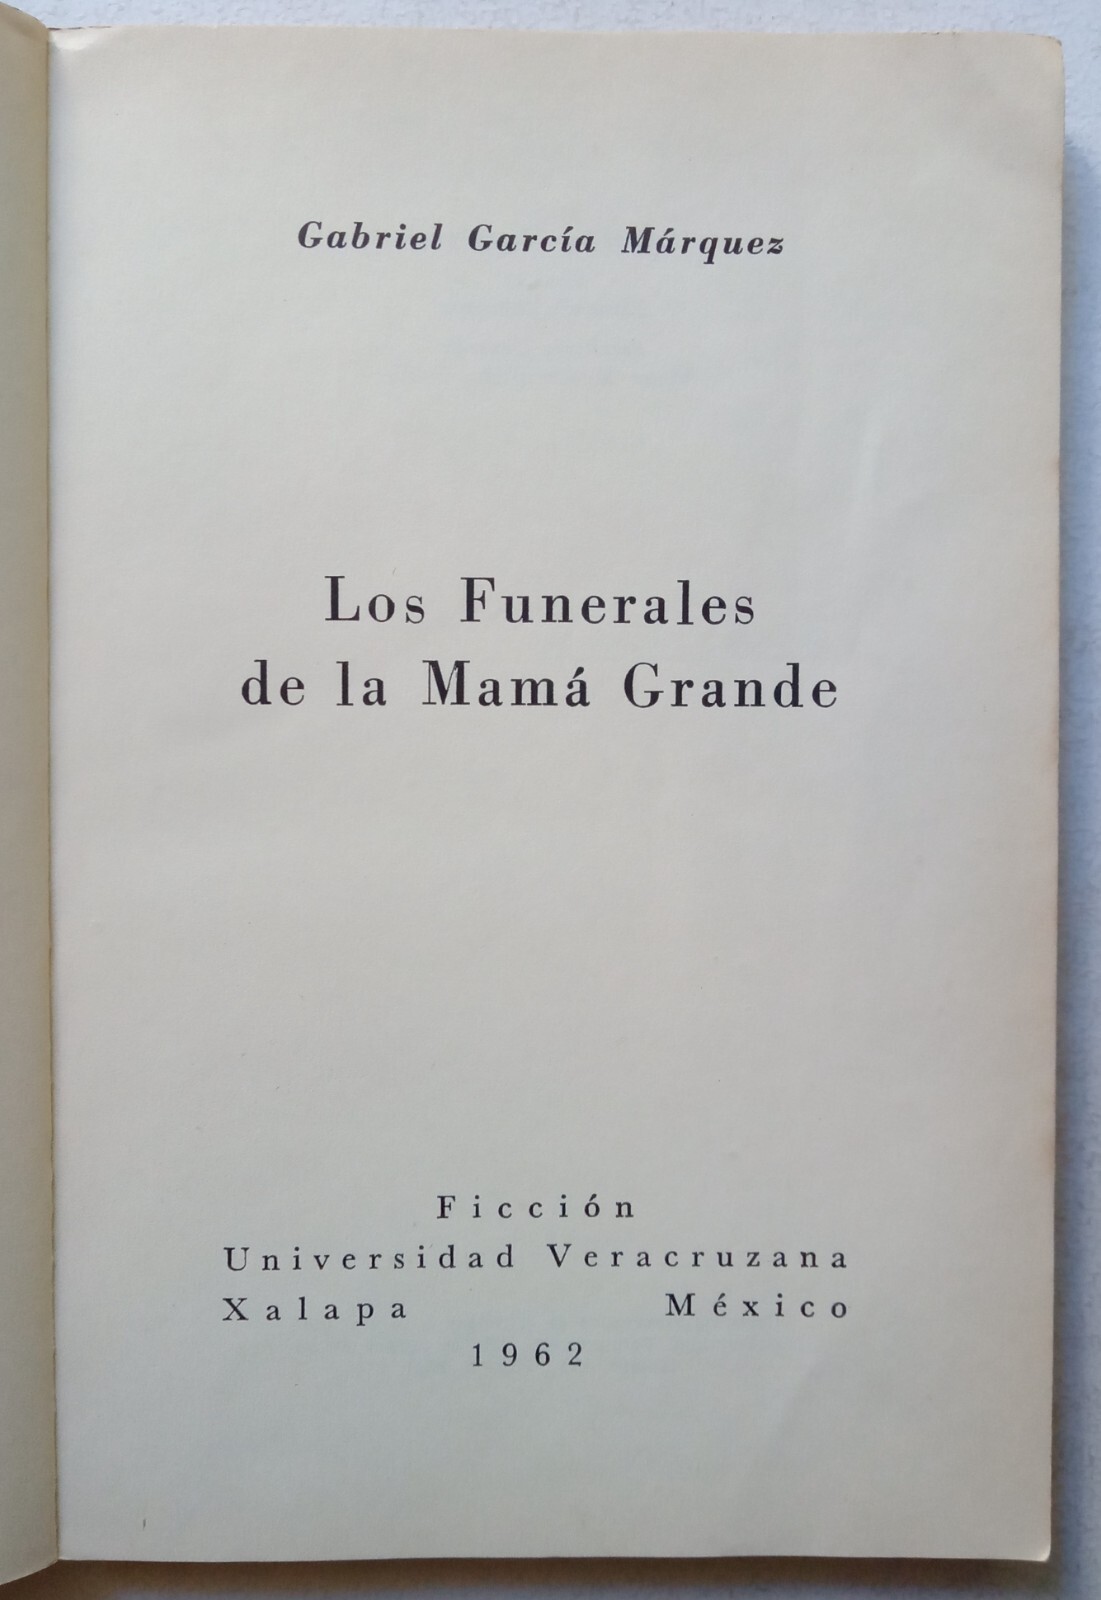 Gabriel García Márquez
Los Funerales
de la Mamá Grande
Ficción
Universidad Veracruzana
Xalapa México
1962